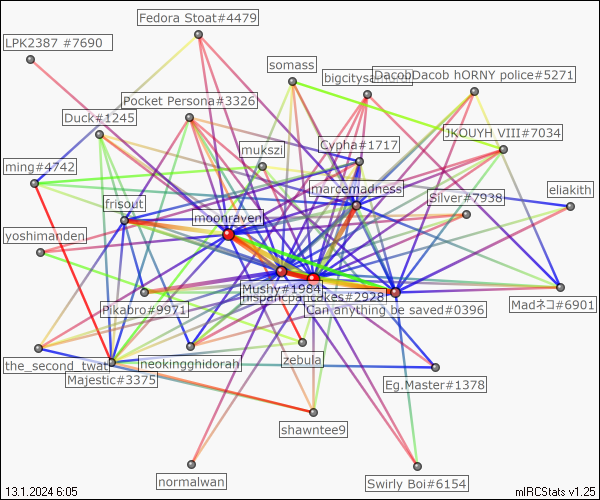 Fedora Stoat#4479
LPK2387 #7690
somass
DacobDacob hORNY police#5271
Pocket Persona#3326
Duck#1245
JKOUYH VIII#7034
Cypha#1717
mukszi
ming#4742
marcemadness
Silver#7938
eliakith
frisout
moonraven
yoshimanden
Mushy#1984
Pikabro#9971
Can anything be saved#0396
Madネコ#6901
the_second_twat
neokingghidorah
zebula
Majestic#3375
Eg.Master#1378
shawntee9
normalwan
Swirly Boi#6154
13.1.2024 6:05
mIRCStats v1.25